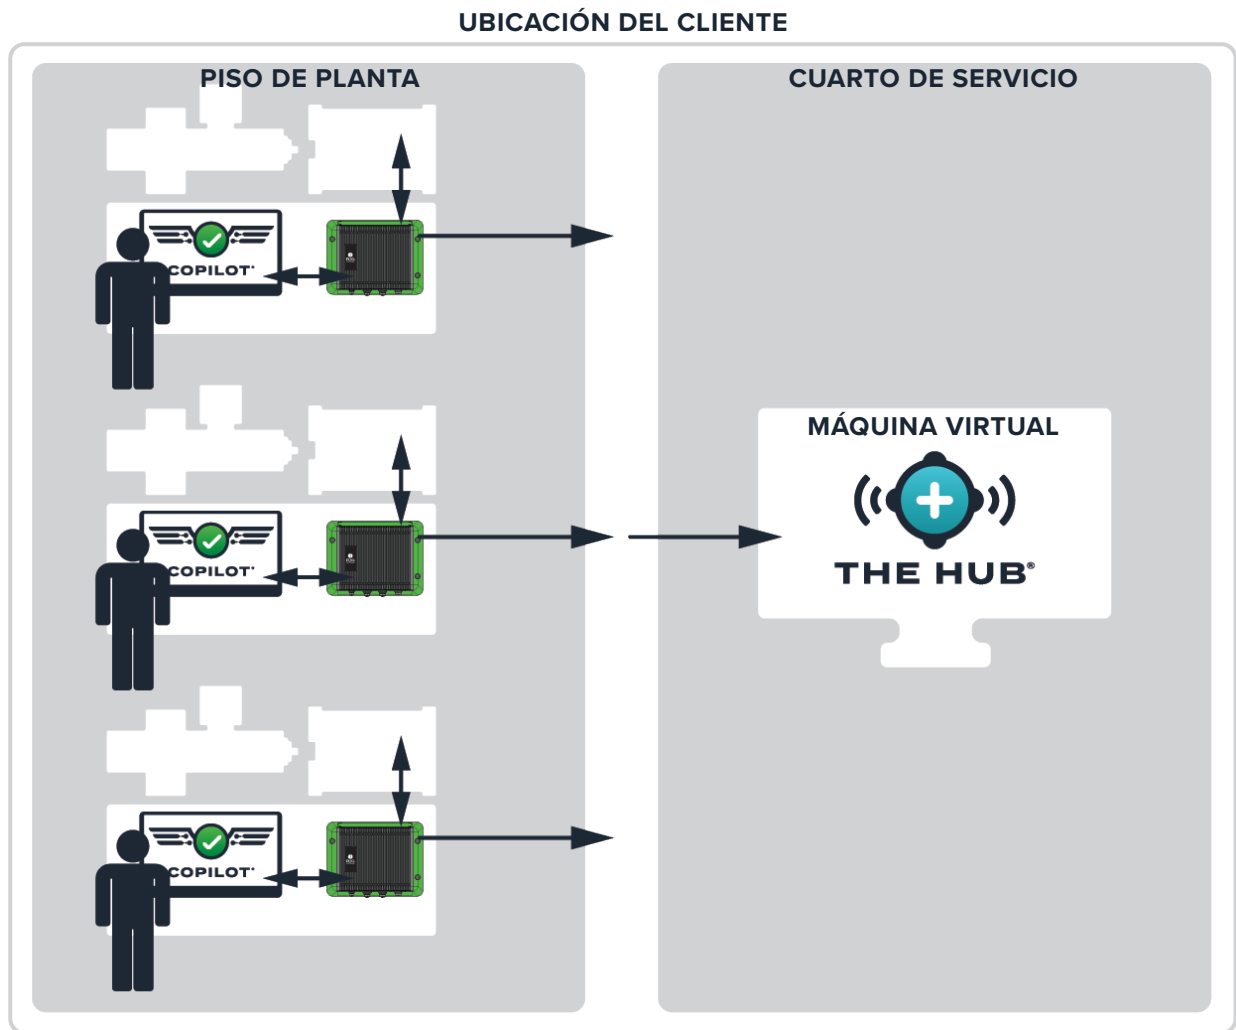 UBICACIÓN DEL CLIENTE
PISO DE PLANTA
CUARTO DE SERVICIO
COPILOT®
MÁQUINA VIRTUAL
THE HUB®
COPILOT®
COPILOT®